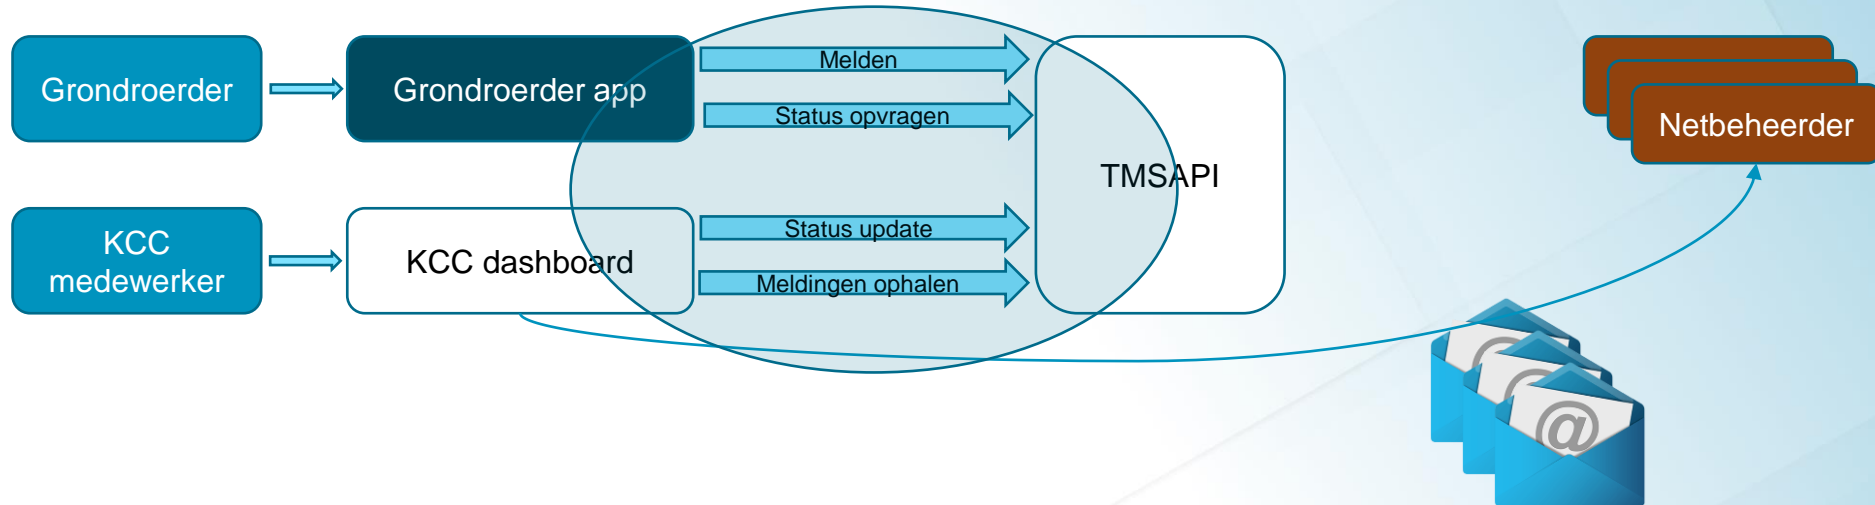 Grondroerder
Grondroerder app
Melden
Status opvragen
TMSAPI
Netbeheerder
KCC
medewerker
KCC dashboard
Status update
Meldingen ophalen
@
@
@